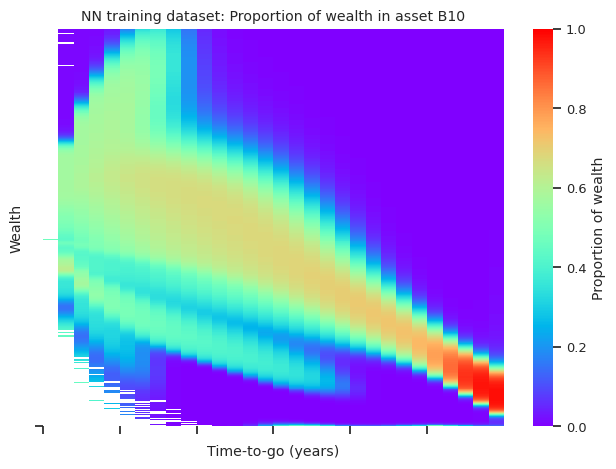 NN training dataset: Proportion of wealth in asset B10
Wealth
Time-to-go (years)
1.0
0.8
0.6
0.4
0.2
0.0
Proportion of wealth